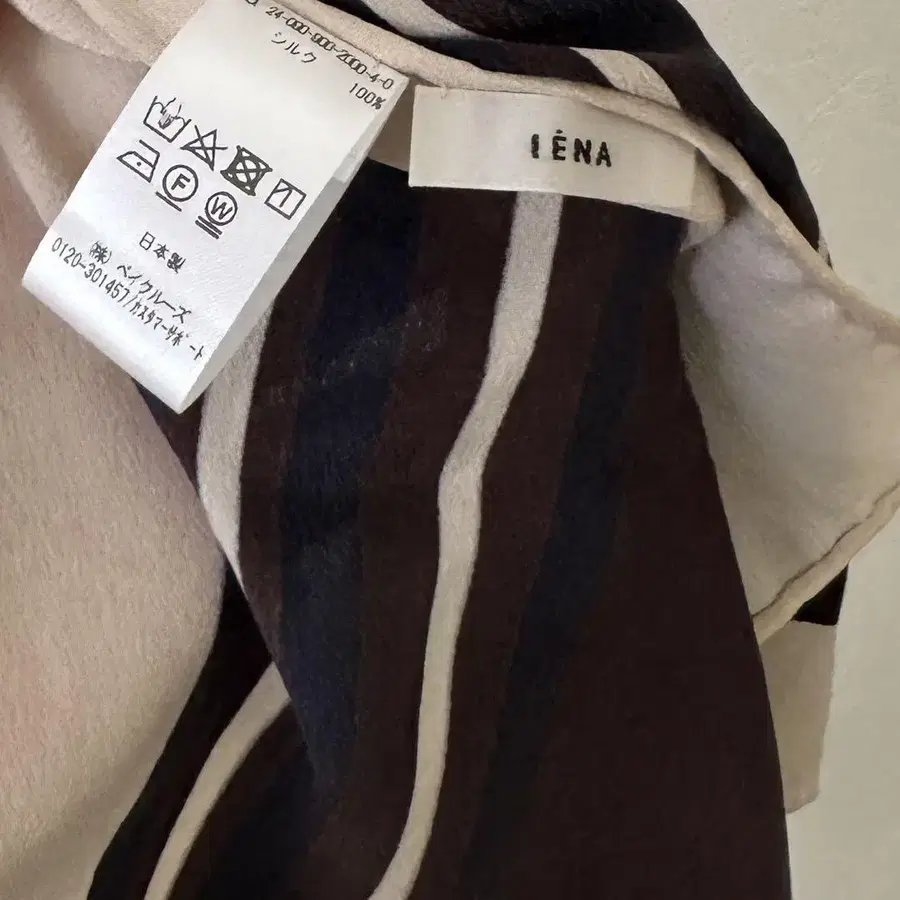 24-090-900-2000-4-0
シルク
100%
F
W
日本製
(株) ベイクルーズ
0120-301457/カスタマーサポート
IÉNA